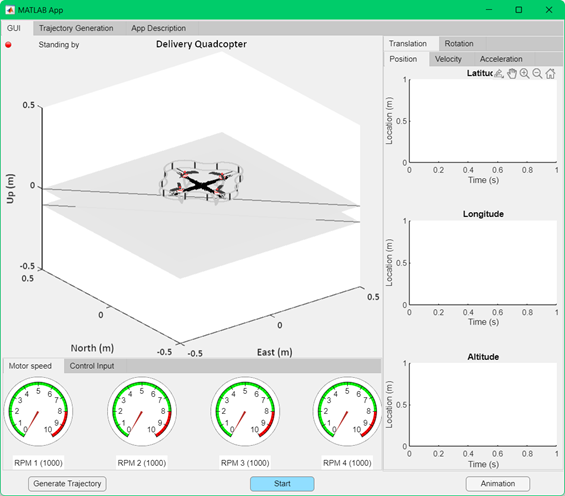 MATLAB App
GUI Trajectory Generation App Description
Standing by
Delivery Quadcopter
0.5
0
-0.5
Up (m)
0.5
0
-0.5
North (m)
-0.5
0
0.5
East (m)
Motor speed Control Input
0 1 2 3 4 5 6 7 8 9 10
RPM 1 (1000)
0 1 2 3 4 5 6 7 8 9 10
RPM 2 (1000)
0 1 2 3 4 5 6 7 8 9 10
RPM 3 (1000)
0 1 2 3 4 5 6 7 8 9 10
RPM 4 (1000)
Generate Trajectory Start Animation
Translation Rotation
Position Velocity Acceleration
1
0.5
0
Location (m)
0 0.2 0.4 0.6 0.8 1
Time (s)
Longitude
1
0.5
0
Location (m)
0 0.2 0.4 0.6 0.8 1
Time (s)
Altitude
1
0.5
0
Location (m)
0 0.2 0.4 0.6 0.8 1
Time (s)